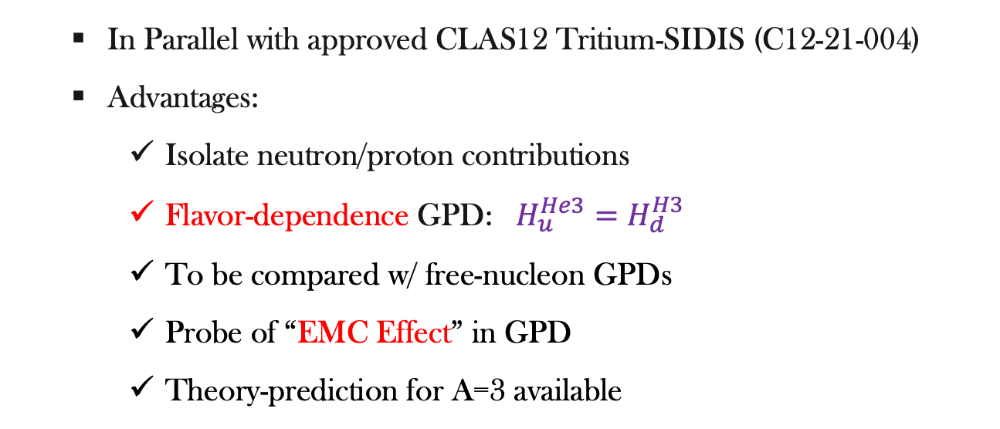 ▪ In Parallel with approved CLAS12 Tritium-SIDIS (C12-21-004)
▪ Advantages:
✓ Isolate neutron/proton contributions
✓ Flavor-dependence GPD: $H_u^{He3} = H_d^{H3}$
✓ To be compared w/ free-nucleon GPDs
✓ Probe of “EMC Effect” in GPD
✓ Theory-prediction for A=3 available